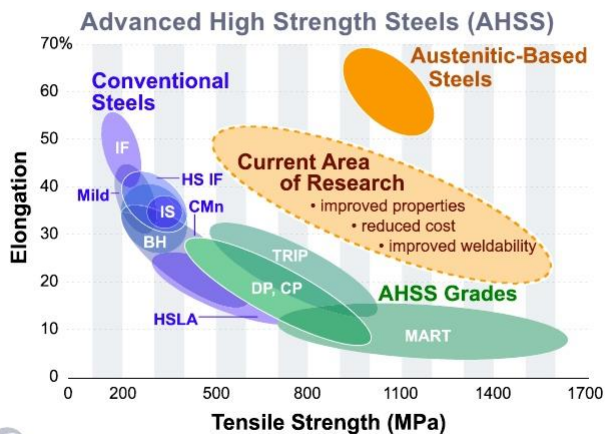 Advanced High Strength Steels (AHSS)
70%
60
50
40
30
20
10
0
Elongation
Conventional
Steels
Austenitic-Based
Steels
IF
HS IF
Mild
IS
CMn
BH
HSLA
Current Area
of Research
• improved properties
• reduced cost
• improved weldability
TRIP
DP, CP
AHSS Grades
MART
0 200 500 800 1100 1400 1700
Tensile Strength (MPa)